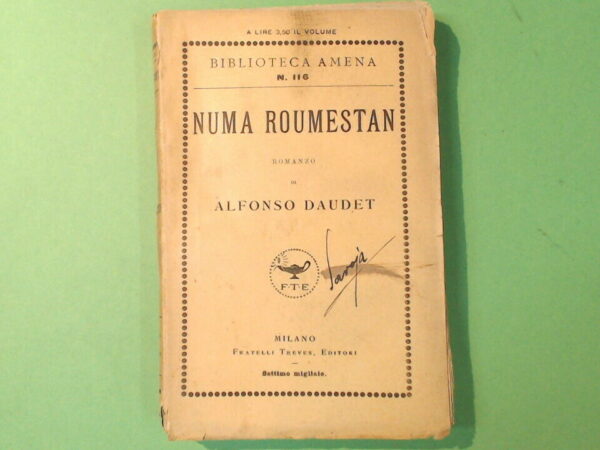 A LIRE 3,50 IL VOLUME
BIBLIOTECA AMENA
N. 116
NUMA ROUMESTAN
ROMANZO
DI
ALFONSO DAUDET
F·T·E
Savoja
MILANO
FRATELLI TREVES, EDITORI
Settimo migliaio.